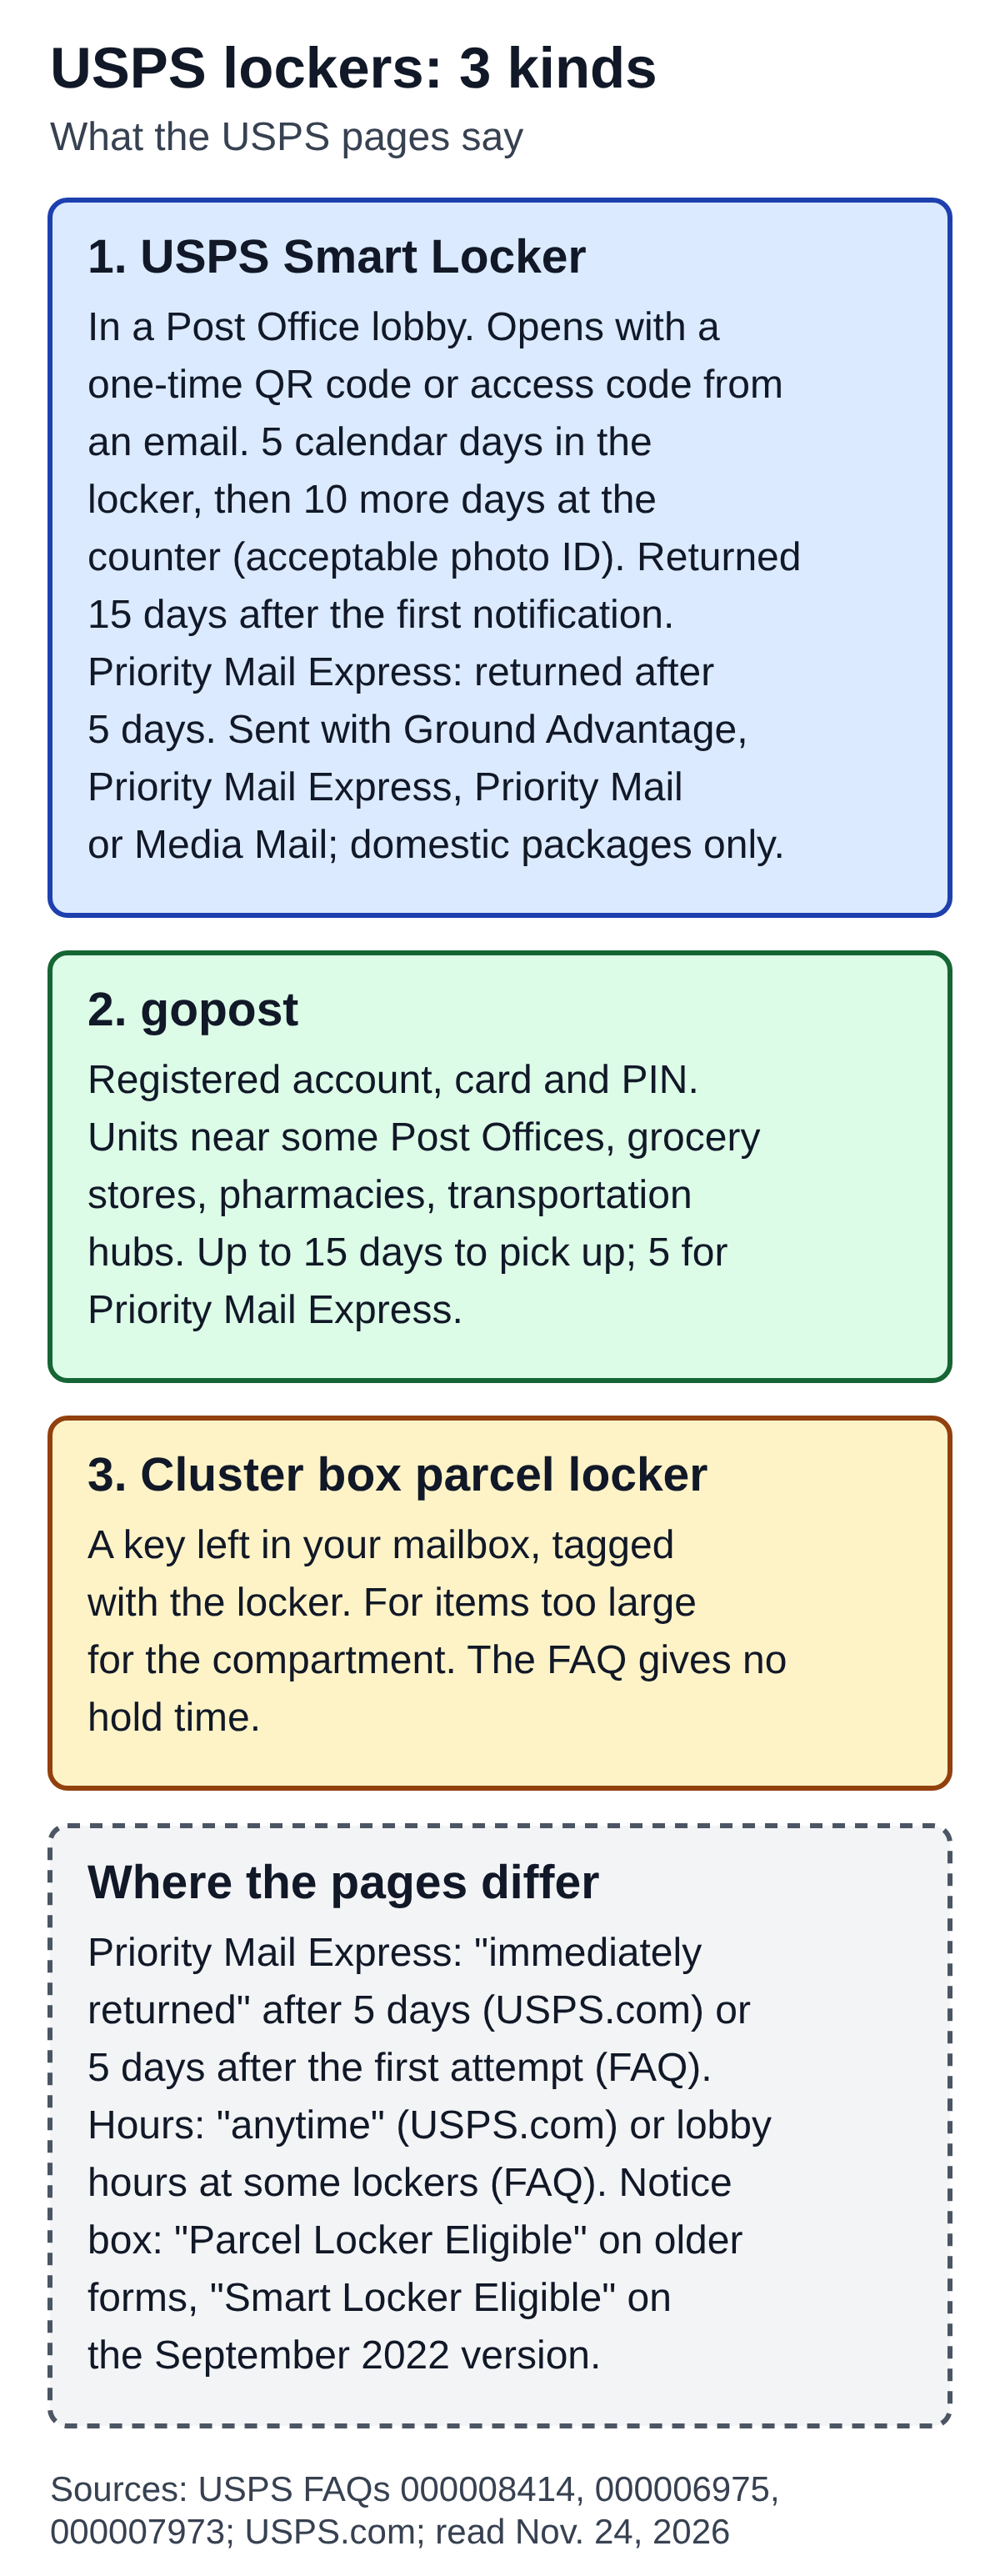 USPS lockers: 3 kinds
What the USPS pages say
1. USPS Smart Locker
In a Post Office lobby. Opens with a
one-time QR code or access code from
an email. 5 calendar days in the
locker, then 10 more days at the
counter (acceptable photo ID). Returned
15 days after the first notification.
Priority Mail Express: returned after
5 days. Sent with Ground Advantage,
Priority Mail Express, Priority Mail
or Media Mail; domestic packages only.
2. gopost
Registered account, card and PIN.
Units near some Post Offices, grocery
stores, pharmacies, transportation
hubs. Up to 15 days to pick up; 5 for
Priority Mail Express.
3. Cluster box parcel locker
A key left in your mailbox, tagged
with the locker. For items too large
for the compartment. The FAQ gives no
hold time.
Where the pages differ
Priority Mail Express: "immediately
returned" after 5 days (USPS.com) or
5 days after the first attempt (FAQ).
Hours: "anytime" (USPS.com) or lobby
hours at some lockers (FAQ). Notice
box: "Parcel Locker Eligible" on older
forms, "Smart Locker Eligible" on
the September 2022 version.
Sources: USPS FAQs 000008414, 000006975,
000007973; USPS.com; read Nov. 24, 2026